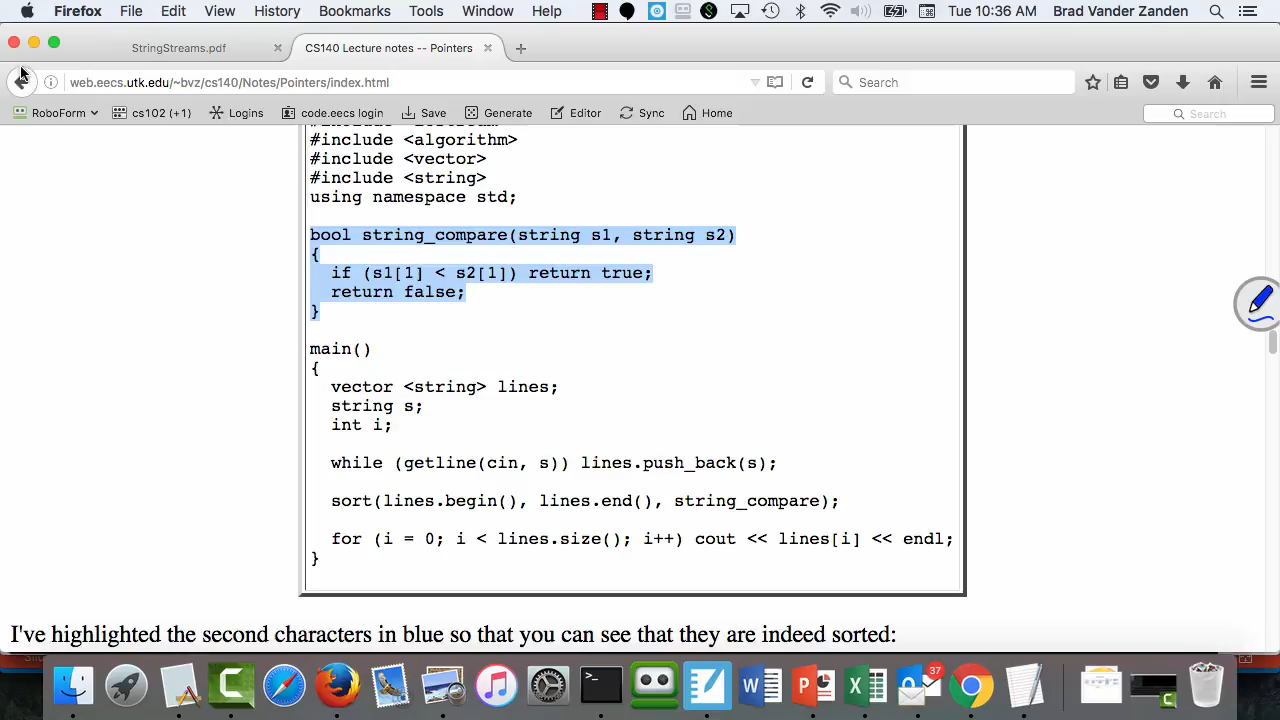 Firefox File Edit View History Bookmarks Tools Window Help Tue 10:36 AM Brad Vander Zanden
StringStreams.pdf × CS140 Lecture notes -- Pointers × +
web.eecs.utk.edu/~bvz/cs140/Notes/Pointers/index.html Search
RoboForm cs102 (+1) Logins code.eecs login Save Generate Editor Sync Home Search
#include <algorithm>
#include <vector>
#include <string>
using namespace std;
bool string_compare(string s1, string s2)
{
if (s1[1] < s2[1]) return true;
return false;
}
main()
{
vector <string> lines;
string s;
int i;
while (getline(cin, s)) lines.push_back(s);
sort(lines.begin(), lines.end(), string_compare);
for (i = 0; i < lines.size(); i++) cout << lines[i] << endl;
}
I've highlighted the second characters in blue so that you can see that they are indeed sorted:
37